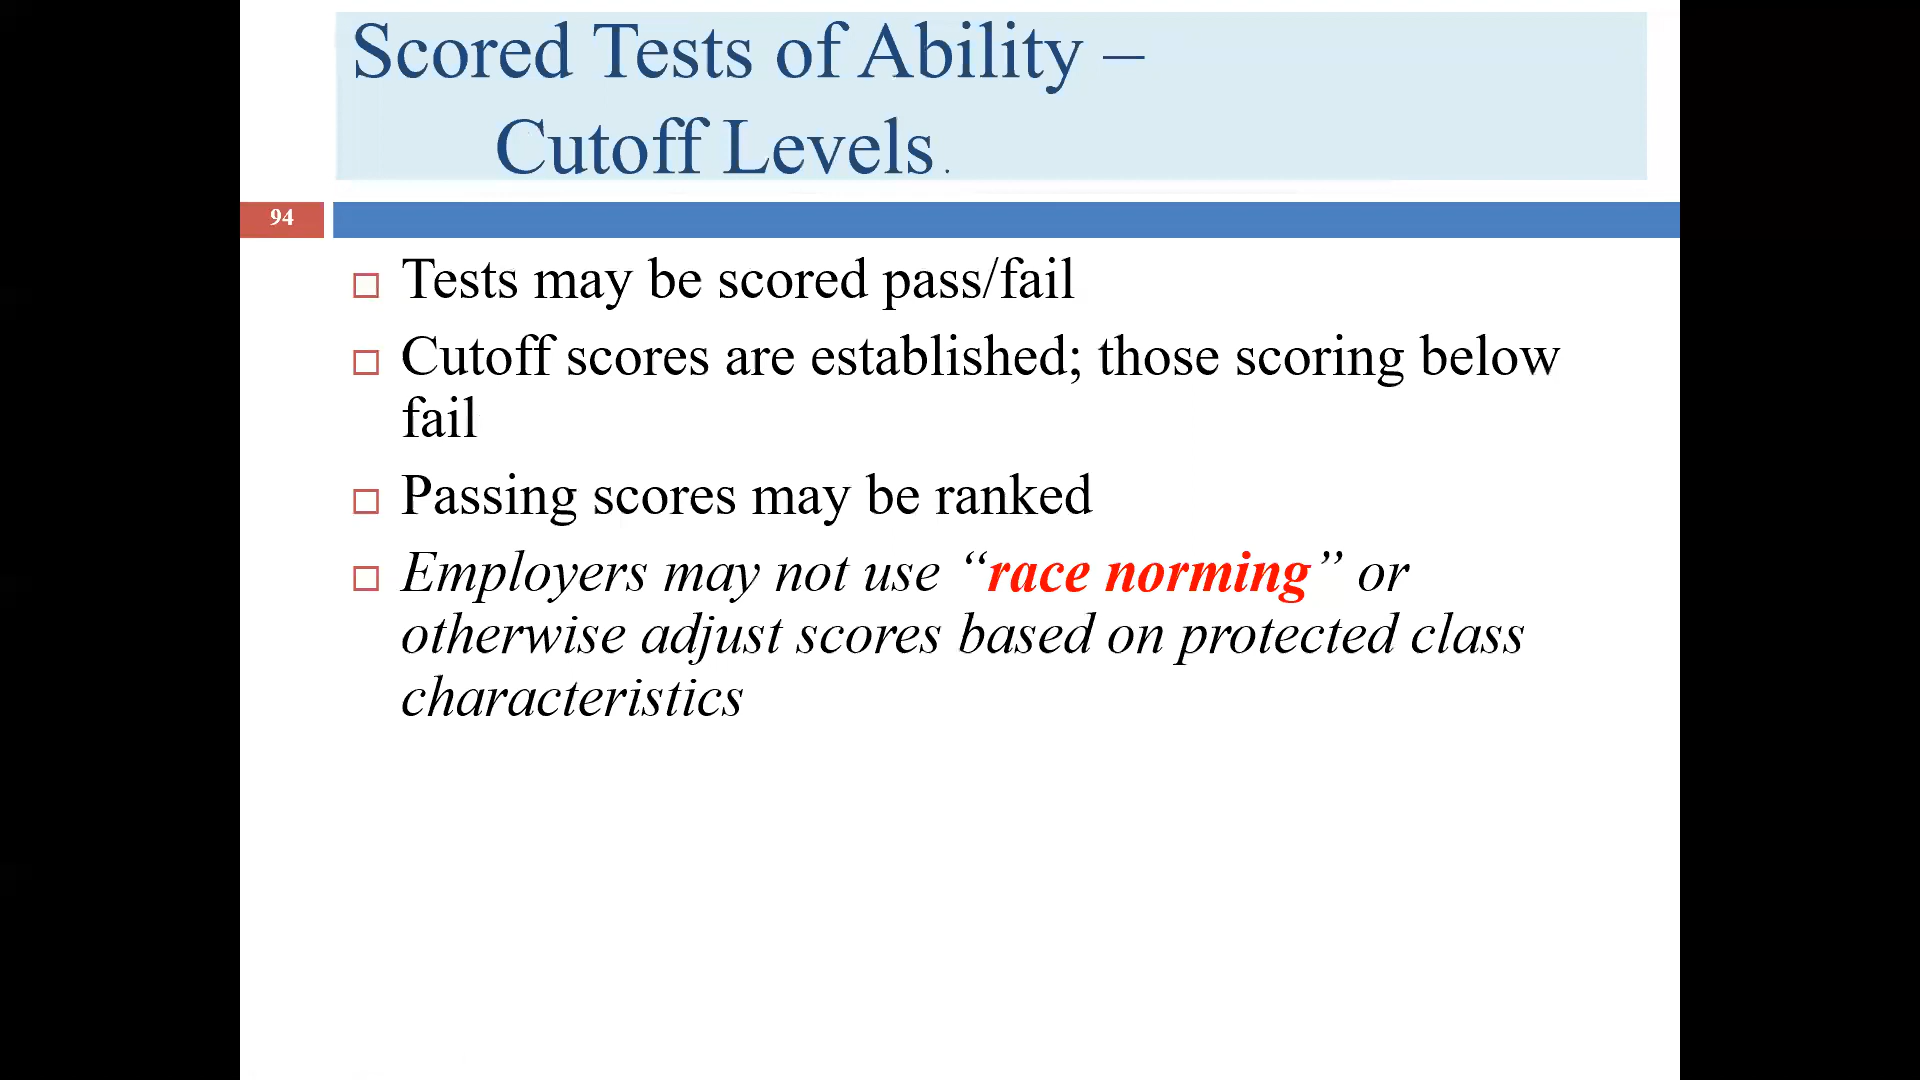 Scored Tests of Ability –
Cutoff Levels.
94
Tests may be scored pass/fail
Cutoff scores are established; those scoring below
fail
Passing scores may be ranked
Employers may not use “race norming” or
otherwise adjust scores based on protected class
characteristics